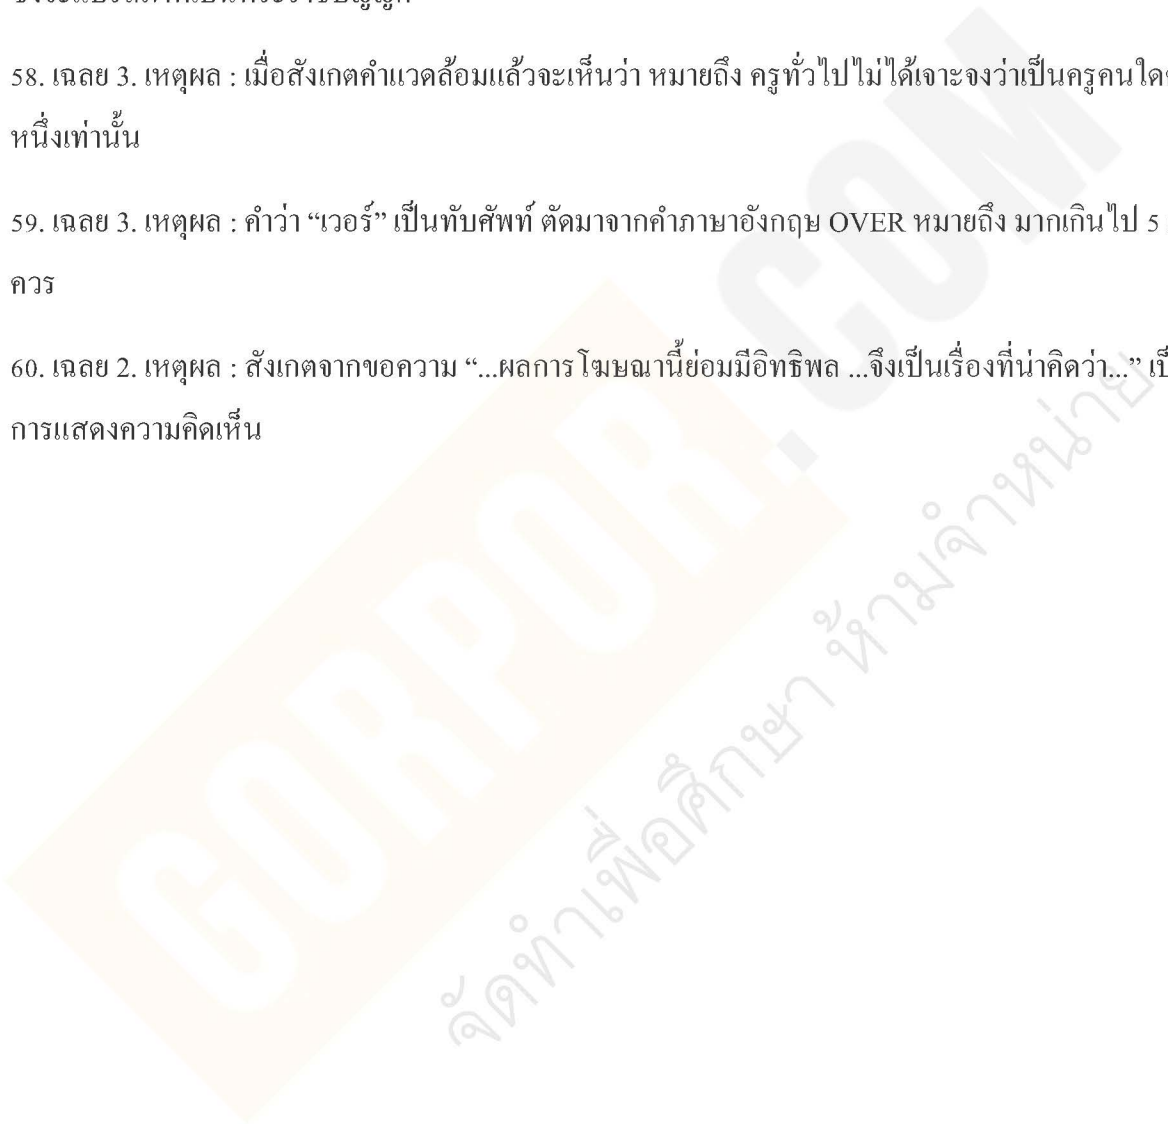 58. เฉลย 3. เหตุผล : เมื่อสังเกตคำแวดล้อมแล้วจะเห็นว่า หมายถึง ครูทั่วไปไม่ได้เจาะจงว่าเป็นครูคนใด
หนึ่งเท่านั้น
59. เฉลย 3. เหตุผล : คำว่า “เวอร์” เป็นทับศัพท์ ตัดมาจากคำภาษาอังกฤษ OVER หมายถึง มากเกินไป 5
ควร
60. เฉลย 2. เหตุผล : สังเกตจากขอความ “...ผลการโฆษณานี้ย่อมมีอิทธิพล ...จึงเป็นเรื่องที่น่าคิดว่า...”
การแสดงความคิดเห็น
GORPOR.COM
จัดทำเพื่อศึกษา ห้ามจำหน่าย